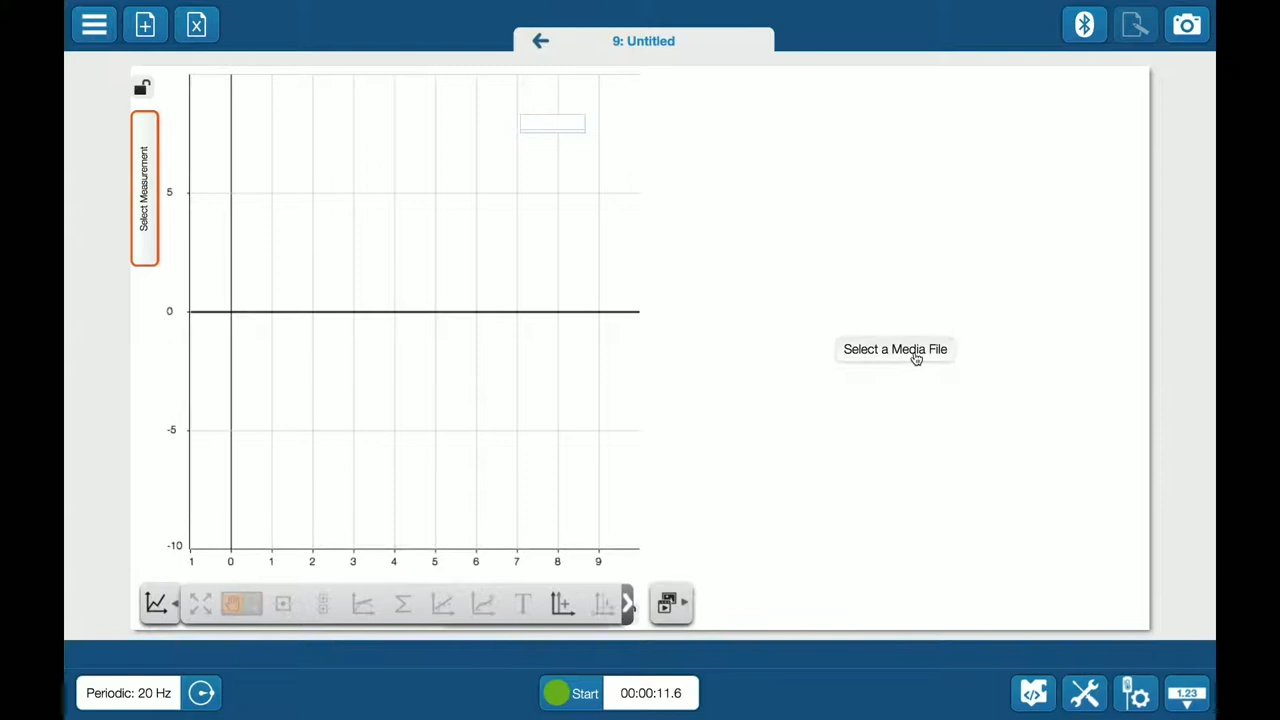 9: Untitled
Select Measurement
5
0
-5
-10
1 0 1 2 3 4 5 6 7 8 9
Select a Media File
Periodic: 20 Hz
Start
00:00:11.6
1.23